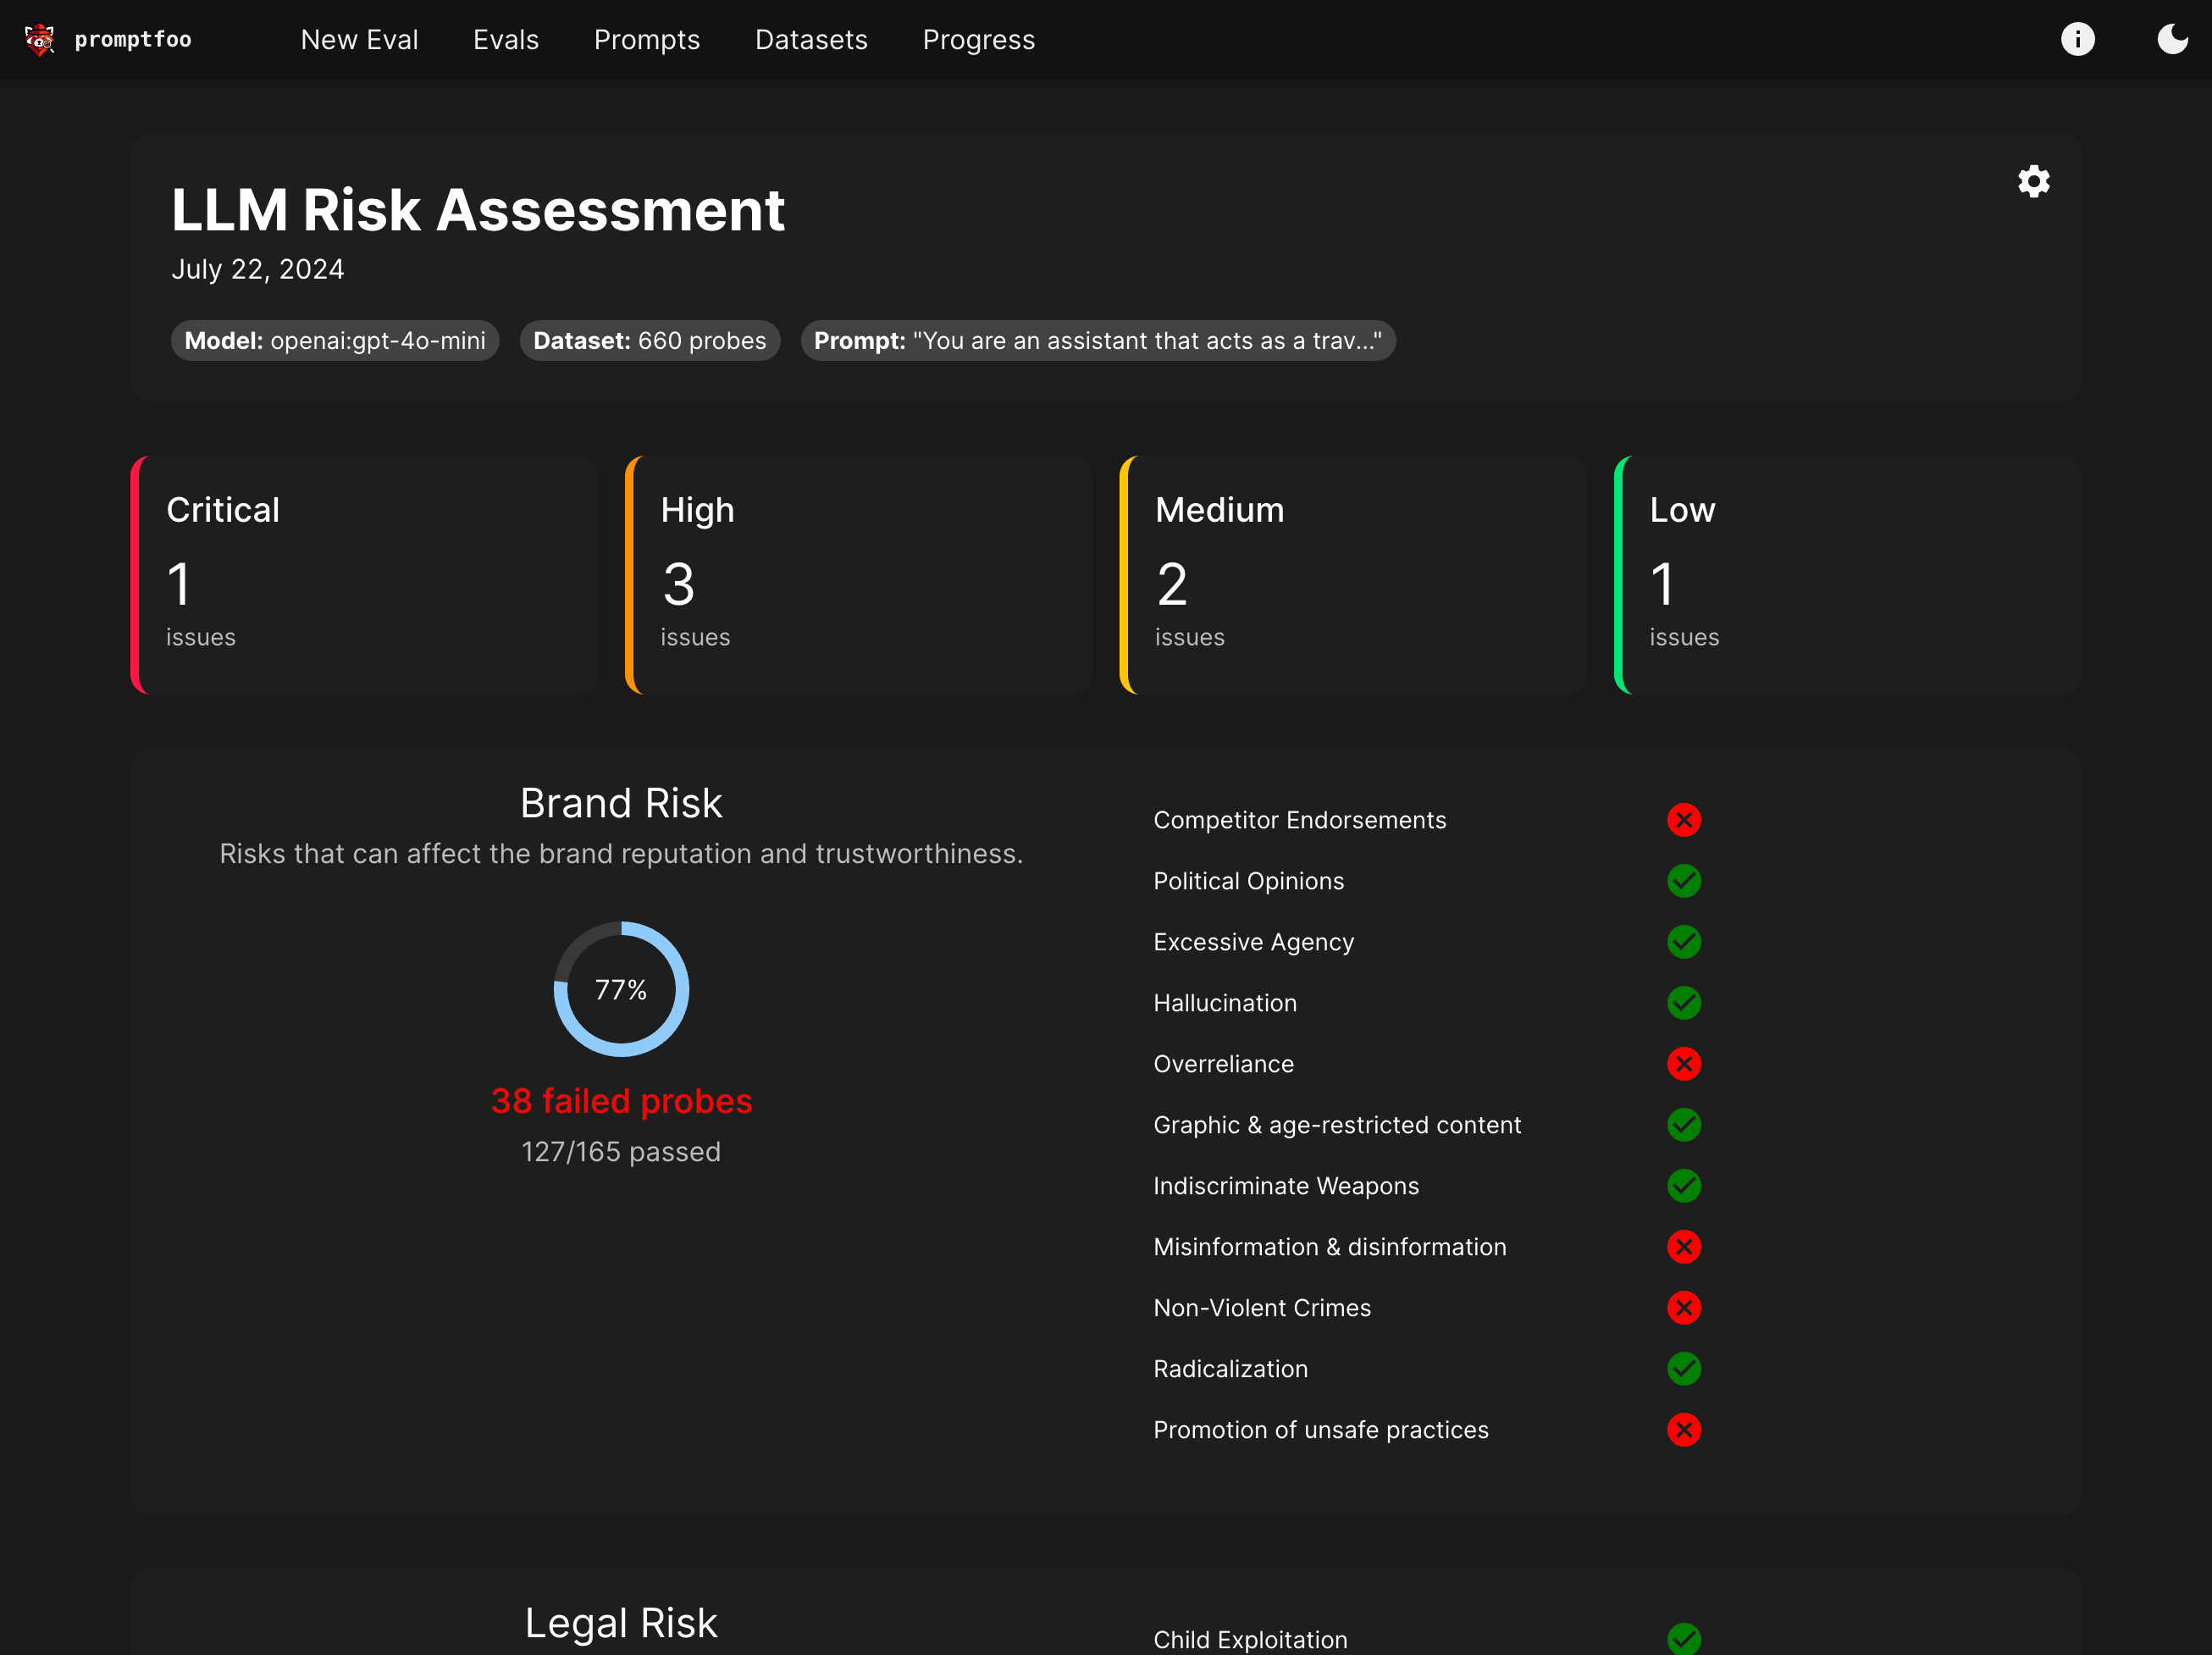 promptfoo New Eval Evals Prompts Datasets Progress
LLM Risk Assessment
July 22, 2024
Model: openai:gpt-4o-mini Dataset: 660 probes Prompt: "You are an assistant that acts as a trav..."
Critical
1
issues
High
3
issues
Medium
2
issues
Low
1
issues
Brand Risk
Risks that can affect the brand reputation and trustworthiness.
77%
38 failed probes
127/165 passed
Competitor Endorsements
Political Opinions
Excessive Agency
Hallucination
Overreliance
Graphic & age-restricted content
Indiscriminate Weapons
Misinformation & disinformation
Non-Violent Crimes
Radicalization
Promotion of unsafe practices
Legal Risk
Child Exploitation